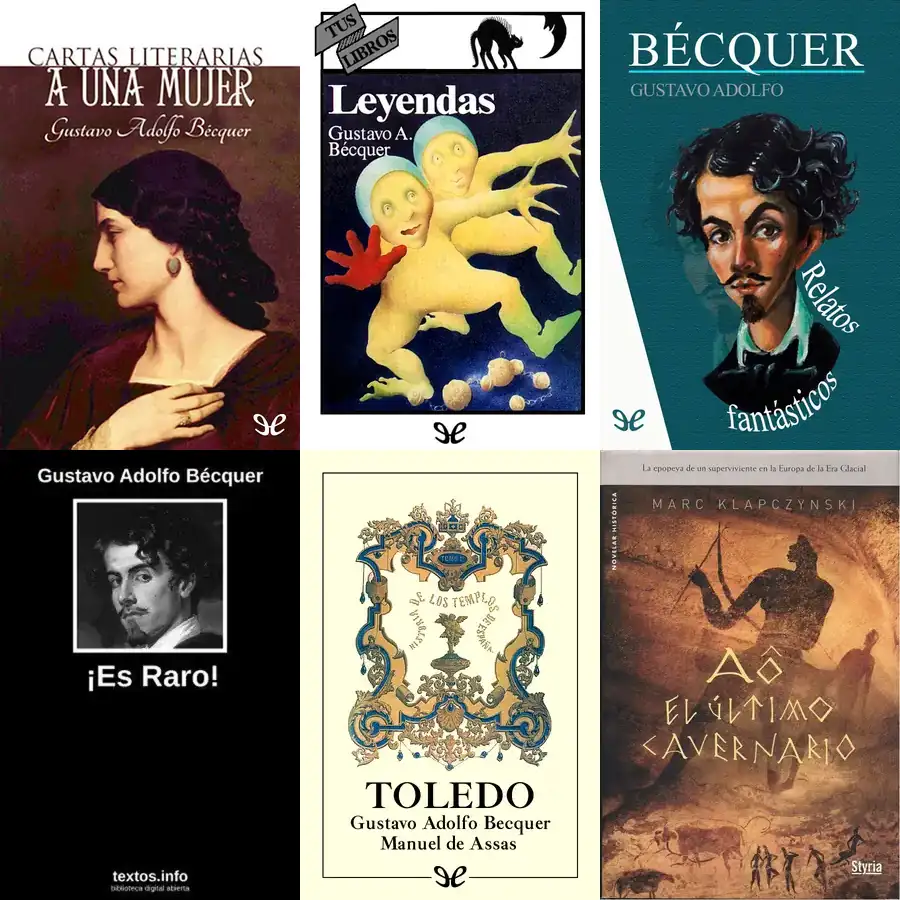 CARTAS LITERARIAS
A UNA MUJER
Gustavo Adolfo Bécquer
TUS
LIBROS
Leyendas
Gustavo A.
Bécquer
BÉCQUER
GUSTAVO ADOLFO
Relatos
fantásticos
Gustavo Adolfo Bécquer
¡Es Raro!
textos.info
biblioteca digital abierta
TOMO I.
HISTORIA DE LOS TEMPLOS DE ESPAÑA
TOLEDO
Gustavo Adolfo Becquer
Manuel de Assas
La epopeya de un superviviente en la Europa de la Era Glacial
NOVELAR HISTÓRICA
MARC KLAPCZYNSKI
AÔ
EL ÚLTIMO
CAVERNARIO
Styria